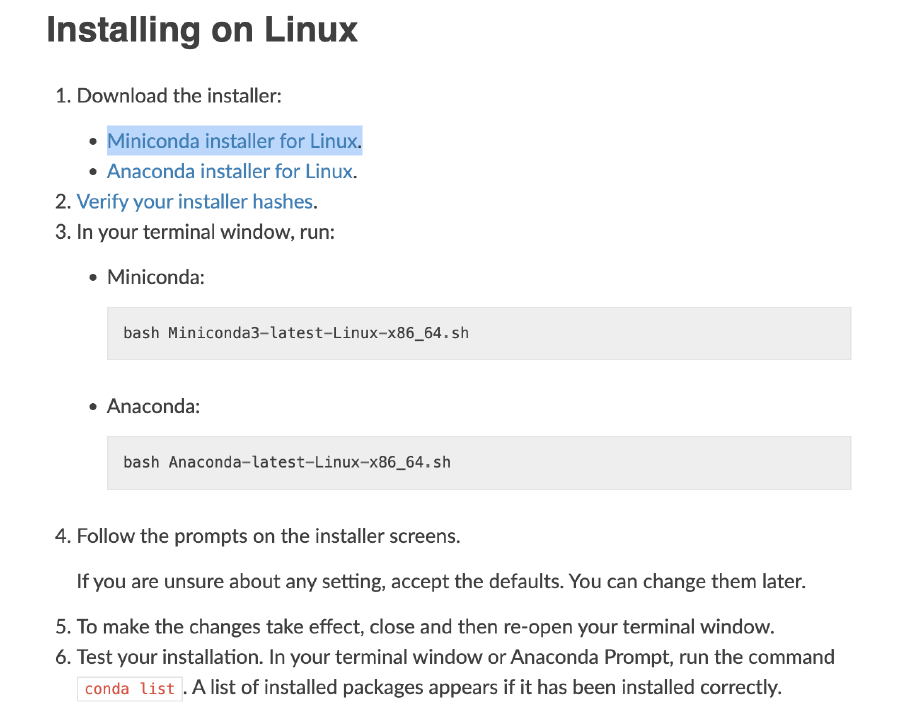 Installing on Linux
1. Download the installer:
• Miniconda installer for Linux.
• Anaconda installer for Linux.
2. Verify your installer hashes.
3. In your terminal window, run:
• Miniconda:
bash Miniconda3-latest-Linux-x86_64.sh
• Anaconda:
bash Anaconda-latest-Linux-x86_64.sh
4. Follow the prompts on the installer screens.
If you are unsure about any setting, accept the defaults. You can change them later.
5. To make the changes take effect, close and then re-open your terminal window.
6. Test your installation. In your terminal window or Anaconda Prompt, run the command
conda list . A list of installed packages appears if it has been installed correctly.